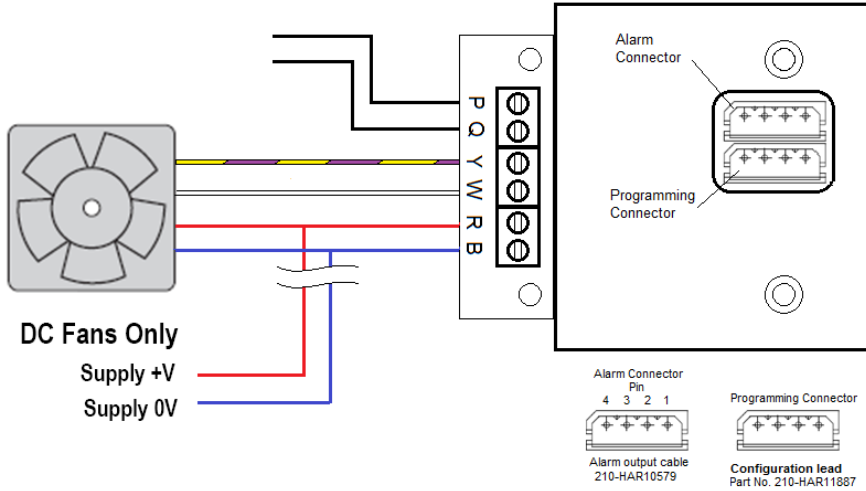 Alarm
Connector
P
Q
Y
W
R
B
Programming
Connector
DC Fans Only
Supply +V
Supply 0V
Alarm Connector
Pin
4 3 2 1
Alarm output cable
210-HAR10579
Programming Connector
Configuration lead
Part No. 210-HAR11887